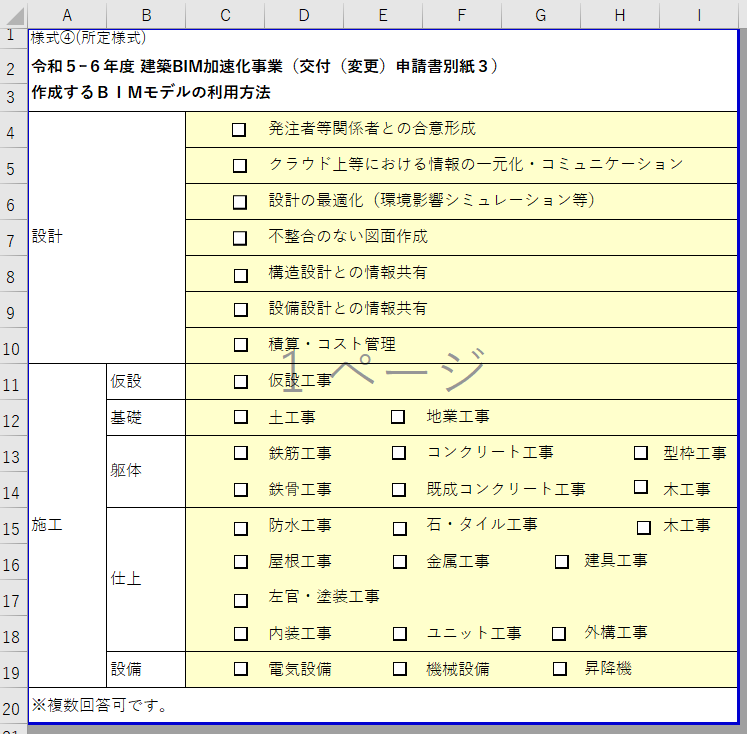 A B C D E F G H I
1 様式④(所定様式)
2 令和５-６年度 建築BIM加速化事業（交付（変更）申請書別紙３）
3 作成するＢＩＭモデルの利用方法
4 □ 発注者等関係者との合意形成
5 □ クラウド上等における情報の一元化・コミュニケーション
6 □ 設計の最適化（環境影響シミュレーション等）
7 設計 □ 不整合のない図面作成
8 □ 構造設計との情報共有
9 □ 設備設計との情報共有
10 □ 積算・コスト管理
1 ページ
11 仮設 □ 仮設工事
12 基礎 □ 土工事 □ 地業工事
13 躯体 □ 鉄筋工事 □ コンクリート工事 □ 型枠工事
14 □ 鉄骨工事 □ 既成コンクリート工事 □ 木工事
15 施工 □ 防水工事 □ 石・タイル工事 □ 木工事
16 仕上 □ 屋根工事 □ 金属工事 □ 建具工事
17 □ 左官・塗装工事
18 □ 内装工事 □ ユニット工事 □ 外構工事
19 設備 □ 電気設備 □ 機械設備 □ 昇降機
20 ※複数回答可です。